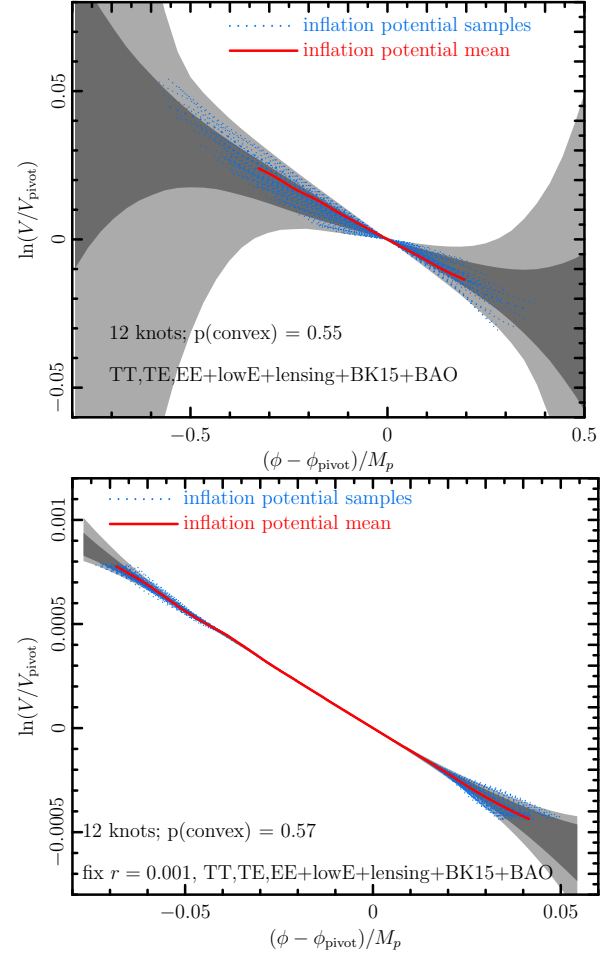 inflation potential samples
inflation potential mean
0.05
0
−0.05
ln(V/V_pivot)
12 knots; p(convex) = 0.55
TT,TE,EE+lowE+lensing+BK15+BAO
−0.5 0 0.5
(ϕ − ϕ_pivot)/M_p
inflation potential samples
inflation potential mean
0.001
0.0005
0
−0.0005
ln(V/V_pivot)
12 knots; p(convex) = 0.57
fix r = 0.001, TT,TE,EE+lowE+lensing+BK15+BAO
−0.05 0 0.05
(ϕ − ϕ_pivot)/M_p